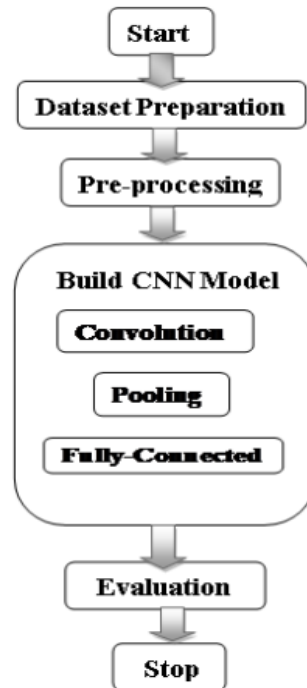 Start
Dataset Preparation
Pre-processing
Build CNN Model
Convolution
Pooling
Fully-Connected
Evaluation
Stop